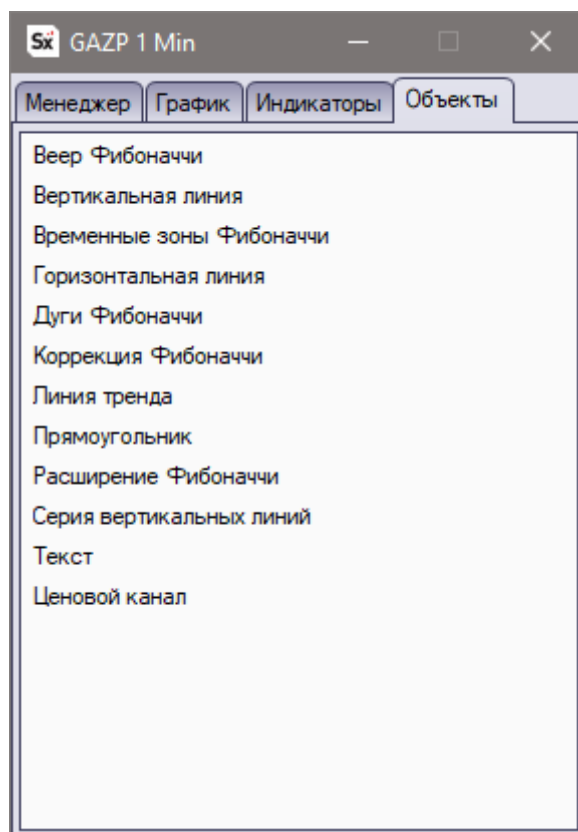 Sx GAZP 1 Min
Менеджер График Индикаторы Объекты
Веер Фибоначчи
Вертикальная линия
Временные зоны Фибоначчи
Горизонтальная линия
Дуги Фибоначчи
Коррекция Фибоначчи
Линия тренда
Прямоугольник
Расширение Фибоначчи
Серия вертикальных линий
Текст
Ценовой канал